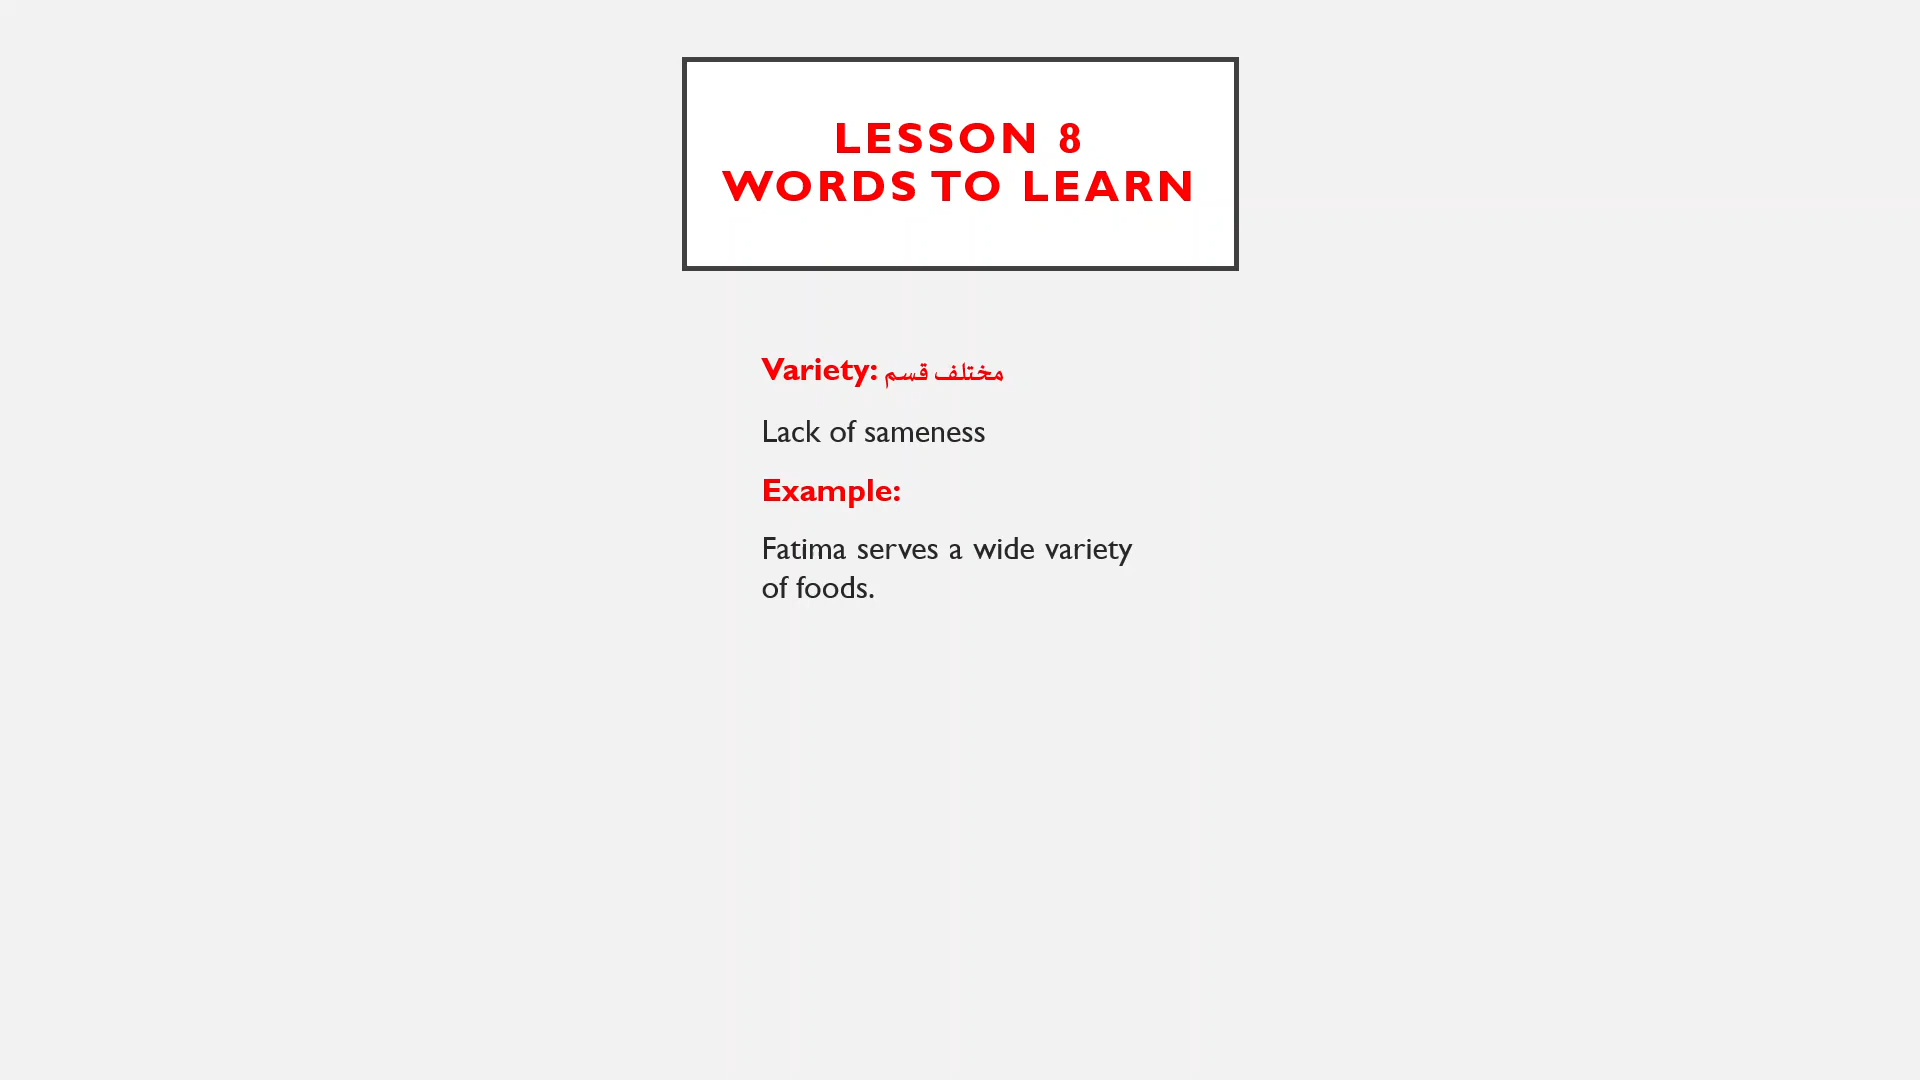 LESSON 8
WORDS TO LEARN
Variety: مختلف قسم
Lack of sameness
Example:
Fatima serves a wide variety
of foods.